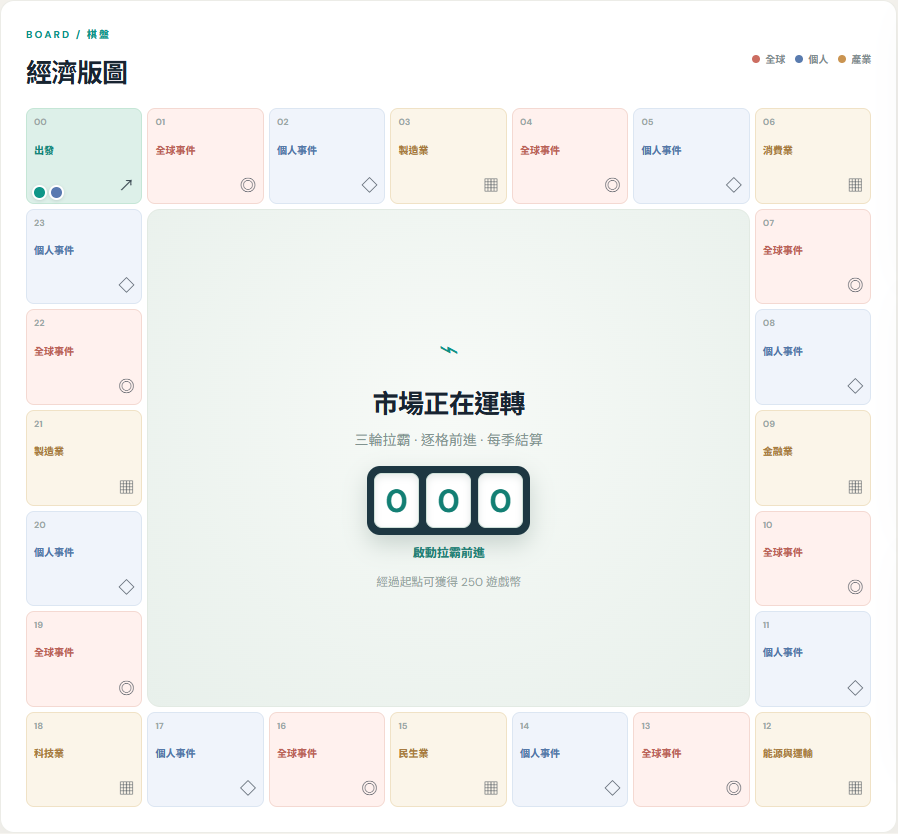 BOARD / 棋盤
經濟版圖
全球 個人 產業
00 出發
01 全球事件
02 個人事件
03 製造業
04 全球事件
05 個人事件
06 消費業
23 個人事件
07 全球事件
22 全球事件
08 個人事件
21 製造業
09 金融業
20 個人事件
10 全球事件
19 全球事件
11 個人事件
市場正在運轉
三輪拉霸 · 逐格前進 · 每季結算
0 0 0
啟動拉霸前進
經過起點可獲得 250 遊戲幣
18 科技業
17 個人事件
16 全球事件
15 民生業
14 個人事件
13 全球事件
12 能源與運輸